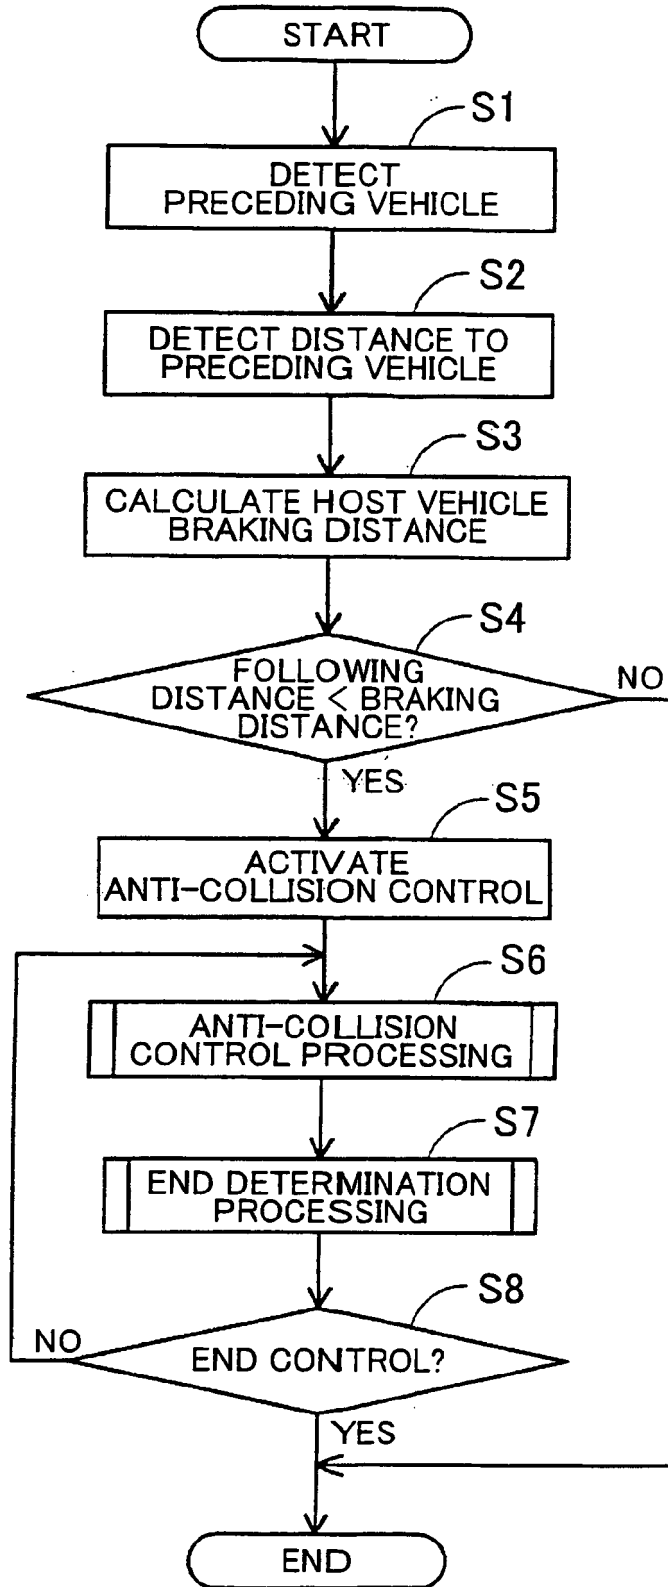 START
S1
DETECT
PRECEDING VEHICLE
S2
DETECT DISTANCE TO
PRECEDING VEHICLE
S3
CALCULATE HOST VEHICLE
BRAKING DISTANCE
S4
FOLLOWING
DISTANCE < BRAKING
DISTANCE?
NO
YES
S5
ACTIVATE
ANTI-COLLISION CONTROL
S6
ANTI-COLLISION
CONTROL PROCESSING
S7
END DETERMINATION
PROCESSING
S8
NO
END CONTROL?
YES
END